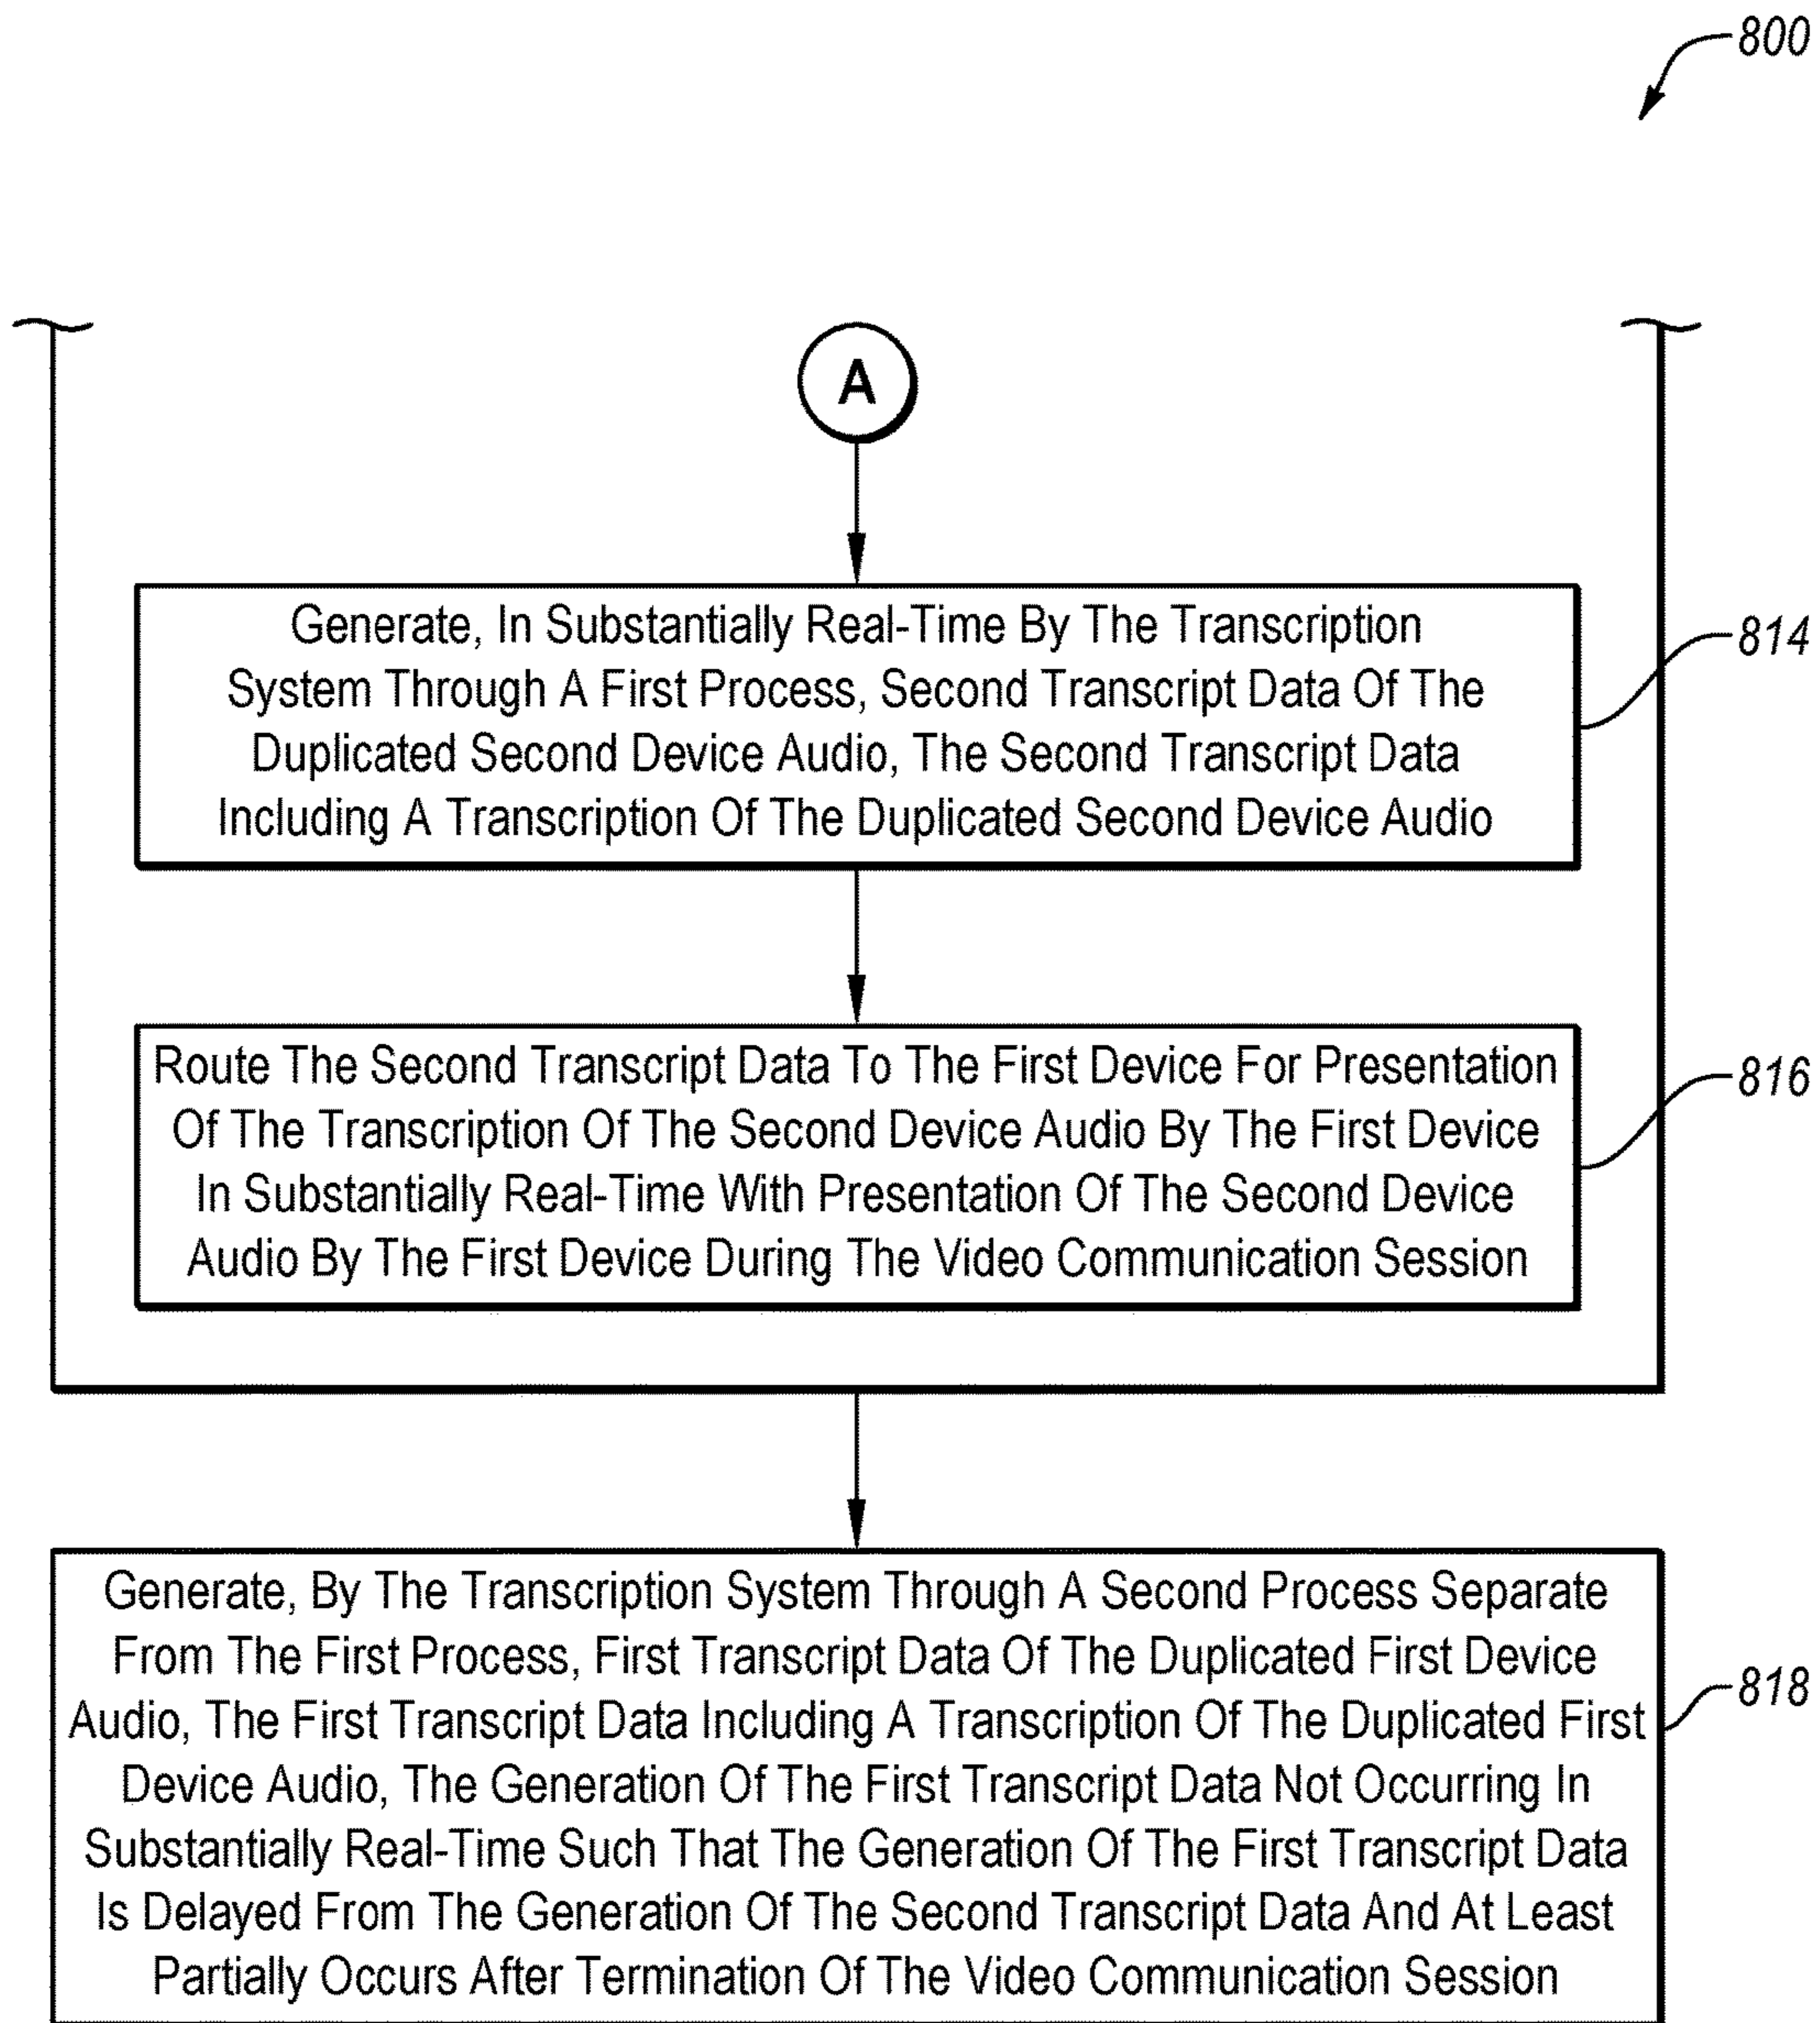 800
A
Generate, In Substantially Real-Time By The Transcription
System Through A First Process, Second Transcript Data Of The
Duplicated Second Device Audio, The Second Transcript Data
Including A Transcription Of The Duplicated Second Device Audio
814
Route The Second Transcript Data To The First Device For Presentation
Of The Transcription Of The Second Device Audio By The First Device
In Substantially Real-Time With Presentation Of The Second Device
Audio By The First Device During The Video Communication Session
816
Generate, By The Transcription System Through A Second Process Separate
From The First Process, First Transcript Data Of The Duplicated First Device
Audio, The First Transcript Data Including A Transcription Of The Duplicated First
Device Audio, The Generation Of The First Transcript Data Not Occurring In
Substantially Real-Time Such That The Generation Of The First Transcript Data
Is Delayed From The Generation Of The Second Transcript Data And At Least
Partially Occurs After Termination Of The Video Communication Session
818